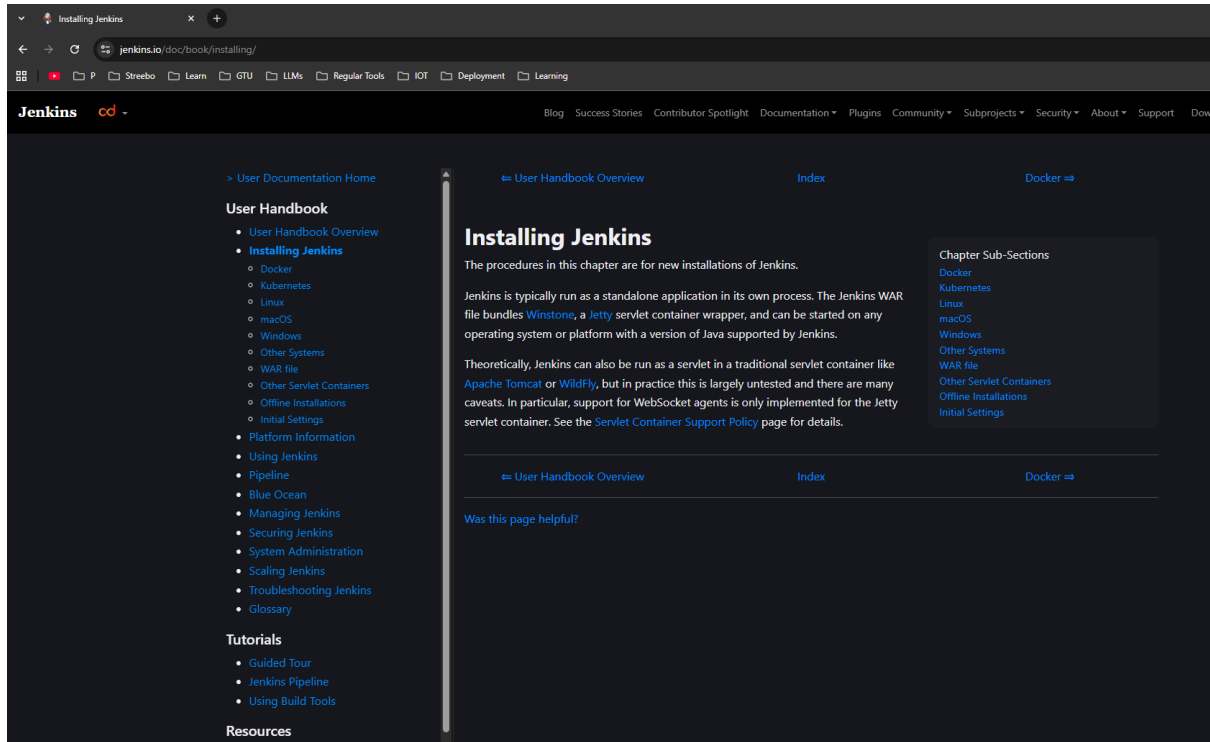 Installing Jenkins
jenkins.io/doc/book/installing/
P Streebo Learn GTU LLMs Regular Tools IOT Deployment Learning
Jenkins cd Blog Success Stories Contributor Spotlight Documentation Plugins Community Subprojects Security About Support
> User Documentation Home
User Handbook
User Handbook Overview
Installing Jenkins
Docker
Kubernetes
Linux
macOS
Windows
Other Systems
WAR file
Other Servlet Containers
Offline Installations
Initial Settings
Platform Information
Using Jenkins
Pipeline
Blue Ocean
Managing Jenkins
Securing Jenkins
System Administration
Scaling Jenkins
Troubleshooting Jenkins
Glossary
Tutorials
Guided Tour
Jenkins Pipeline
Using Build Tools
Resources
⇐ User Handbook Overview Index Docker ⇒
Installing Jenkins
The procedures in this chapter are for new installations of Jenkins.
Jenkins is typically run as a standalone application in its own process. The Jenkins WAR
file bundles Winstone, a Jetty servlet container wrapper, and can be started on any
operating system or platform with a version of Java supported by Jenkins.
Theoretically, Jenkins can also be run as a servlet in a traditional servlet container like
Apache Tomcat or WildFly, but in practice this is largely untested and there are many
caveats. In particular, support for WebSocket agents is only implemented for the Jetty
servlet container. See the Servlet Container Support Policy page for details.
Chapter Sub-Sections
Docker
Kubernetes
Linux
macOS
Windows
Other Systems
WAR file
Other Servlet Containers
Offline Installations
Initial Settings
⇐ User Handbook Overview Index Docker ⇒
Was this page helpful?